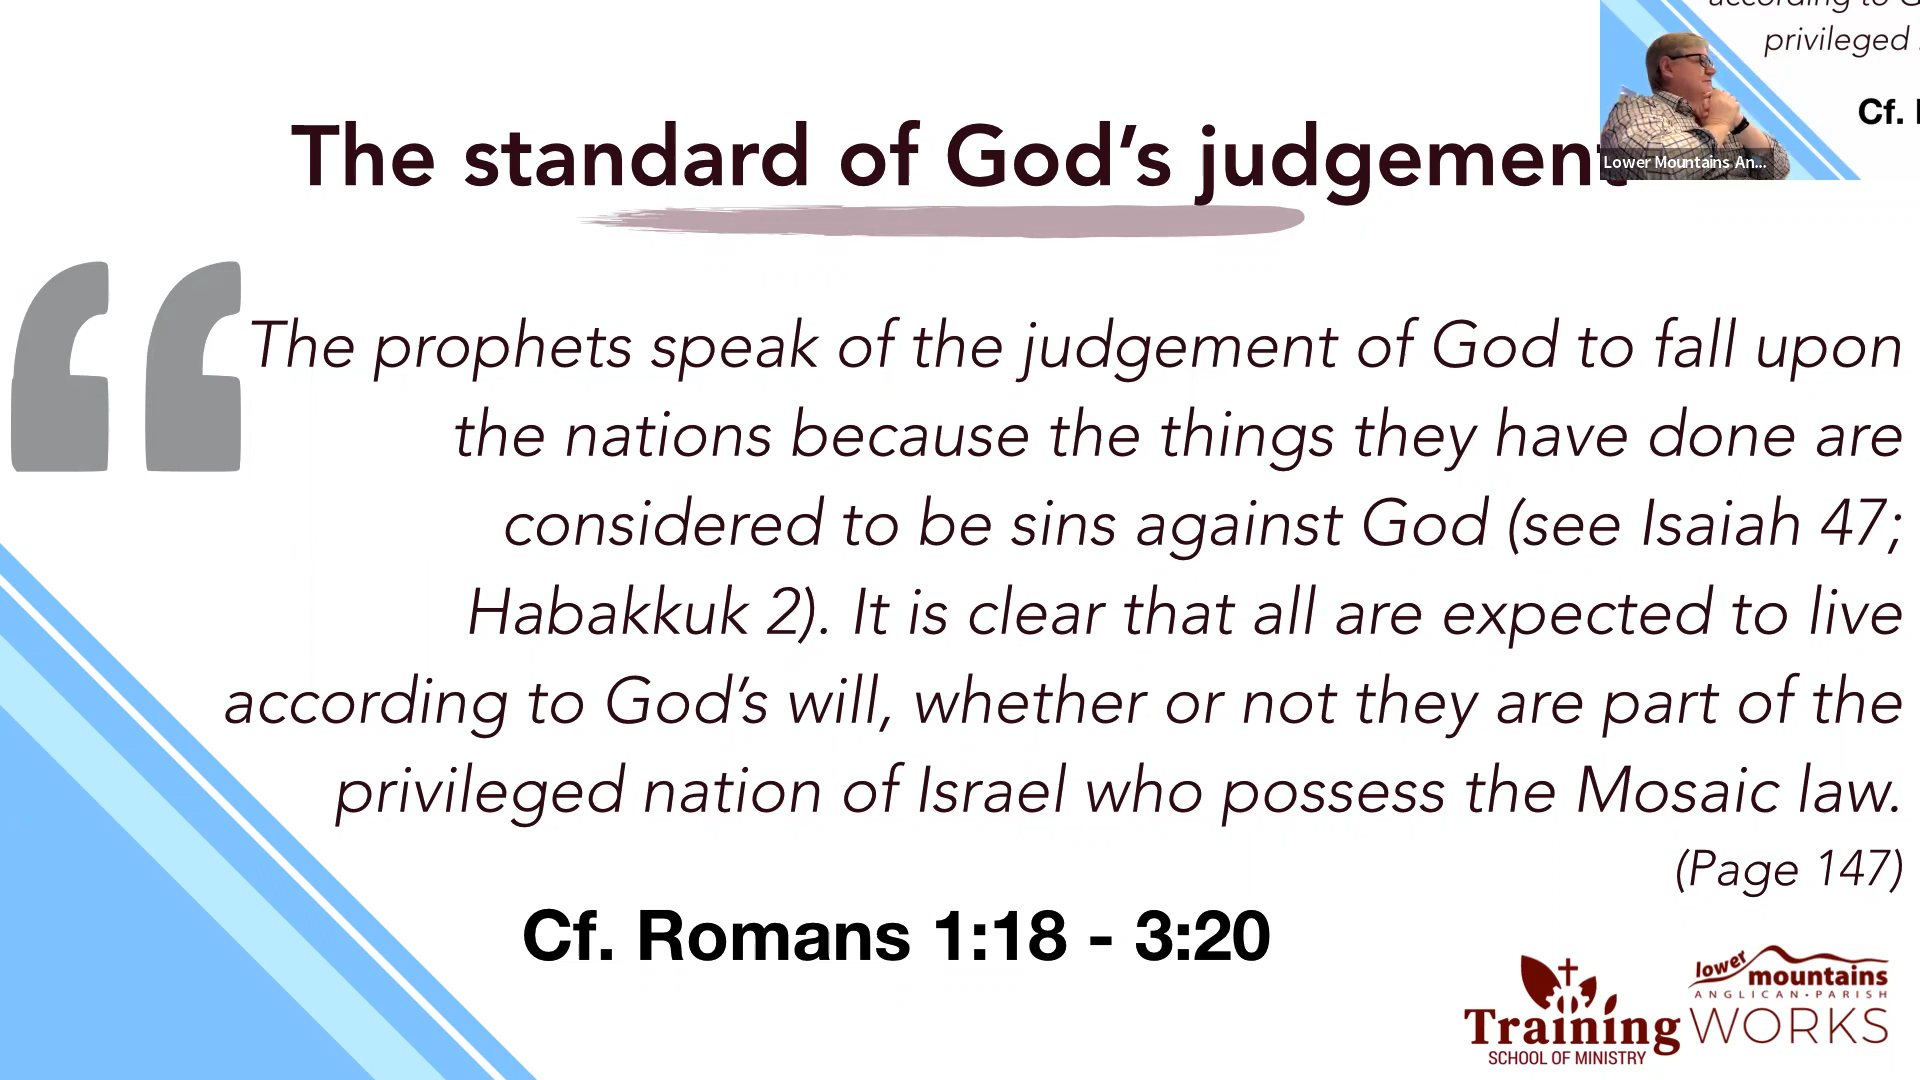 according to G
privileged
Cf.
Lower Mountains An...
The standard of God’s judgement
“
The prophets speak of the judgement of God to fall upon
the nations because the things they have done are
considered to be sins against God (see Isaiah 47;
Habakkuk 2). It is clear that all are expected to live
according to God’s will, whether or not they are part of the
privileged nation of Israel who possess the Mosaic law.
(Page 147)
Cf. Romans 1:18 - 3:20
Training
SCHOOL OF MINISTRY
lower mountains
ANGLICAN•PARISH
WORKS